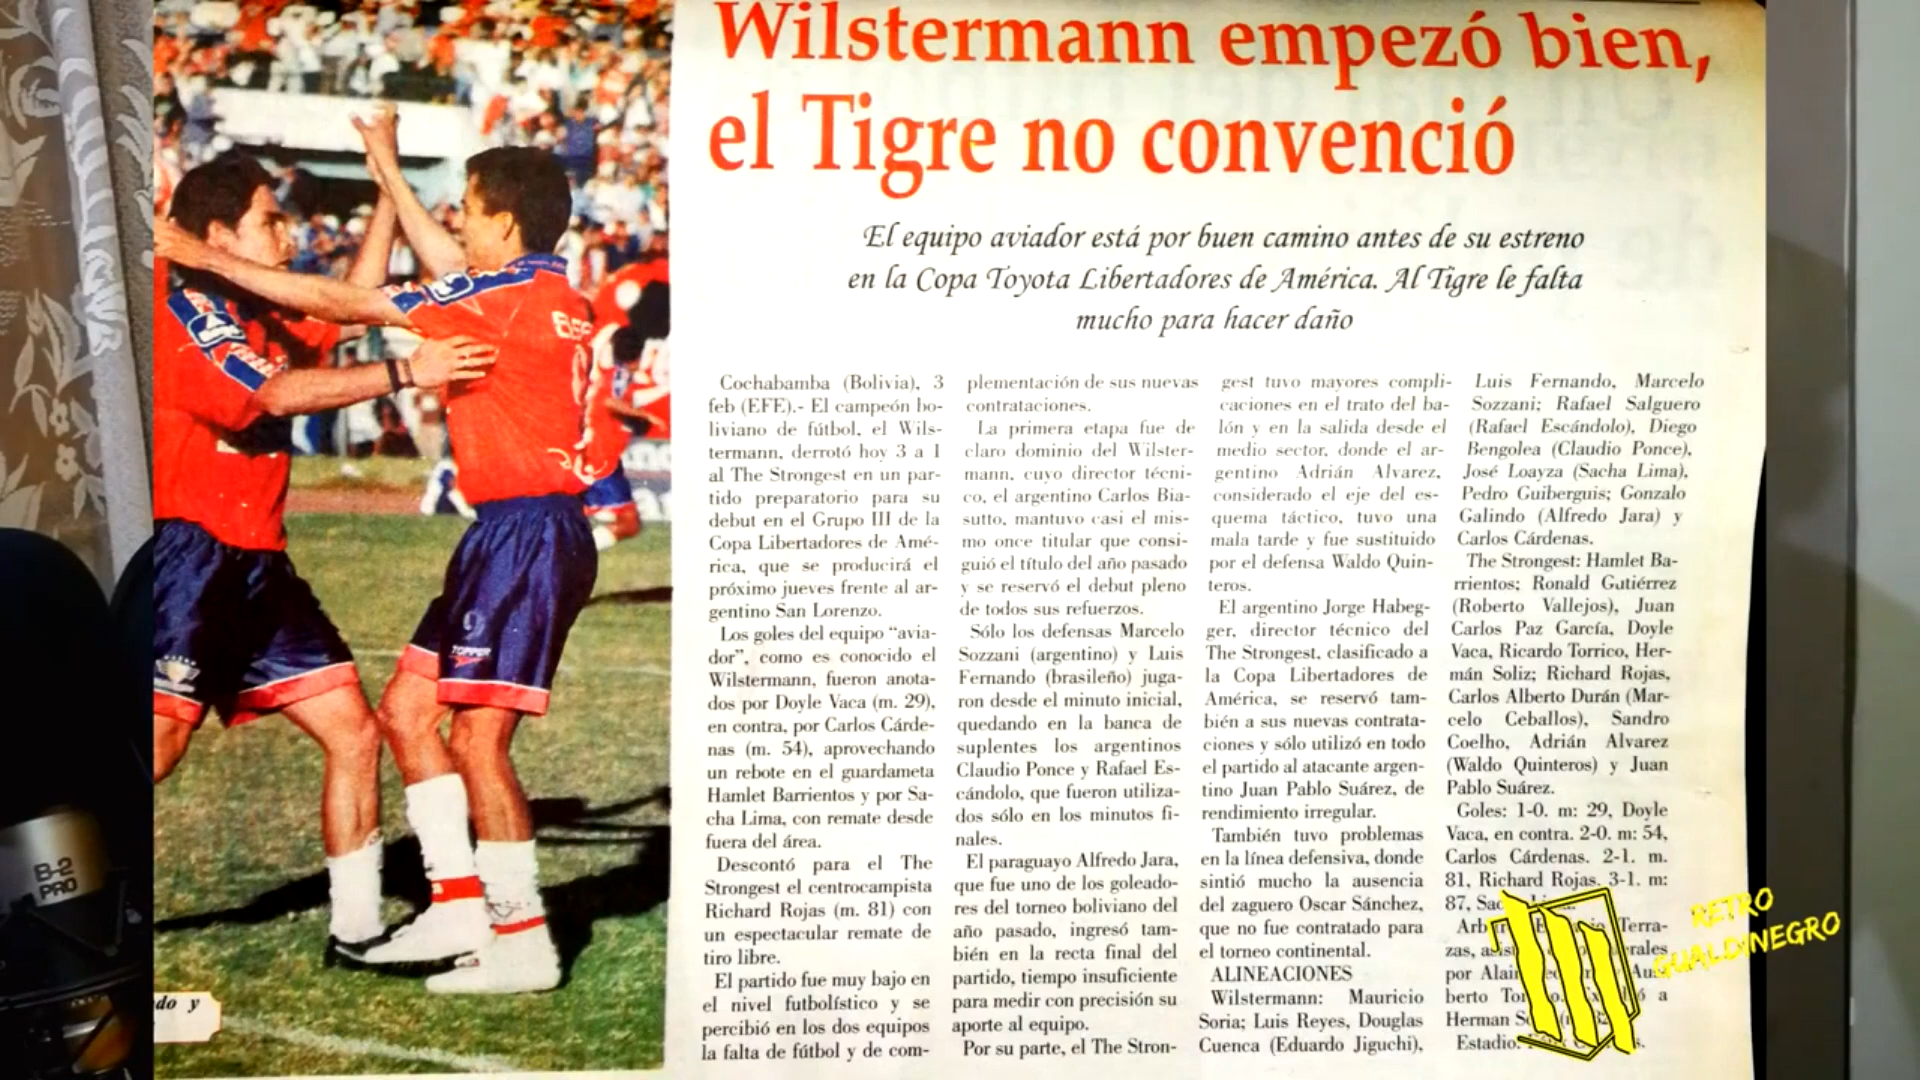 Wilstermann empezó bien,
el Tigre no convenció
El equipo aviador está por buen camino antes de su estreno
en la Copa Toyota Libertadores de América. Al Tigre le falta
mucho para hacer daño
Cochabamba (Bolivia), 3
feb (EFE).- El campeón bo-
liviano de fútbol, el Wils-
termann, derrotó hoy 3 a 1
al The Strongest en un par-
tido preparatorio para su
debut en el Grupo III de la
Copa Libertadores de Amé-
rica, que se producirá el
próximo jueves frente al ar-
gentino San Lorenzo.
Los goles del equipo “avia-
dor”, como es conocido el
Wilstermann, fueron anota-
dos por Doyle Vaca (m. 29),
en contra, por Carlos Cárde-
nas (m. 54), aprovechando
un rebote en el guardameta
Hamlet Barrientos y por Sa-
cha Lima, con remate desde
fuera del área.
Descontó para el The
Strongest el centrocampista
Richard Rojas (m. 81) con
un espectacular remate de
tiro libre.
El partido fue muy bajo en
el nivel futbolístico y se
percibió en los dos equipos
la falta de fútbol y de com-
plementación de sus nuevas
contrataciones.
La primera etapa fue de
claro dominio del Wilster-
mann, cuyo director técni-
co, el argentino Carlos Bia-
sutto, mantuvo casi el mis-
mo once titular que consi-
guió el título del año pasado
y se reservó el debut pleno
de todos sus refuerzos.
Sólo los defensas Marcelo
Sozzani (argentino) y Luis
Fernando (brasileño) juga-
ron desde el minuto inicial,
quedando en la banca de
suplentes los argentinos
Claudio Ponce y Rafael Es-
cándolo, que fueron utiliza-
dos sólo en los minutos fi-
nales.
El paraguayo Alfredo Jara,
que fue uno de los goleado-
res del torneo boliviano del
año pasado, ingresó tam-
bién en la recta final del
partido, tiempo insuficiente
para medir con precisión su
aporte al equipo.
Por su parte, el The Stron-
gest tuvo mayores compli-
caciones en el trato del ba-
lón y en la salida desde el
medio sector, donde el ar-
gentino Adrián Alvarez,
considerado el eje del es-
quema táctico, tuvo una
mala tarde y fue sustituido
por el defensa Waldo Quin-
teros.
El argentino Jorge Habeg-
ger, director técnico del
The Strongest, clasificado a
la Copa Libertadores de
América, se reservó tam-
bién a sus nuevas contrata-
ciones y sólo utilizó en todo
el partido al atacante argen-
tino Juan Pablo Suárez, de
rendimiento irregular.
También tuvo problemas
en la línea defensiva, donde
sintió mucho la ausencia
del zaguero Oscar Sánchez,
que no fue contratado para
el torneo continental.
ALINEACIONES
Wilstermann: Mauricio
Soria; Luis Reyes, Douglas
Cuenca (Eduardo Jiguchi),
Luis Fernando, Marcelo
Sozzani; Rafael Salguero
(Rafael Escándolo), Diego
Bengolea (Claudio Ponce),
José Loayza (Sacha Lima),
Pedro Guiberguis; Gonzalo
Galindo (Alfredo Jara) y
Carlos Cárdenas.
The Strongest: Hamlet Ba-
rrientos; Ronald Gutiérrez
(Roberto Vallejos), Juan
Carlos Paz García, Doyle
Vaca, Ricardo Torrico, Her-
mán Soliz; Richard Rojas,
Carlos Alberto Durán (Mar-
celo Ceballos), Sandro
Coelho, Adrián Alvarez
(Waldo Quinteros) y Juan
Pablo Suárez.
Goles: 1-0. m: 29, Doyle
Vaca, en contra. 2-0. m: 54,
Carlos Cárdenas. 2-1. m.
81, Richard Rojas. 3-1. m:
87,
Terra-
zas,
por
berto a
Herman
Estadio:
do y
TOPPER
9
B-2
PRO
RETRO
GUALDINEGRO